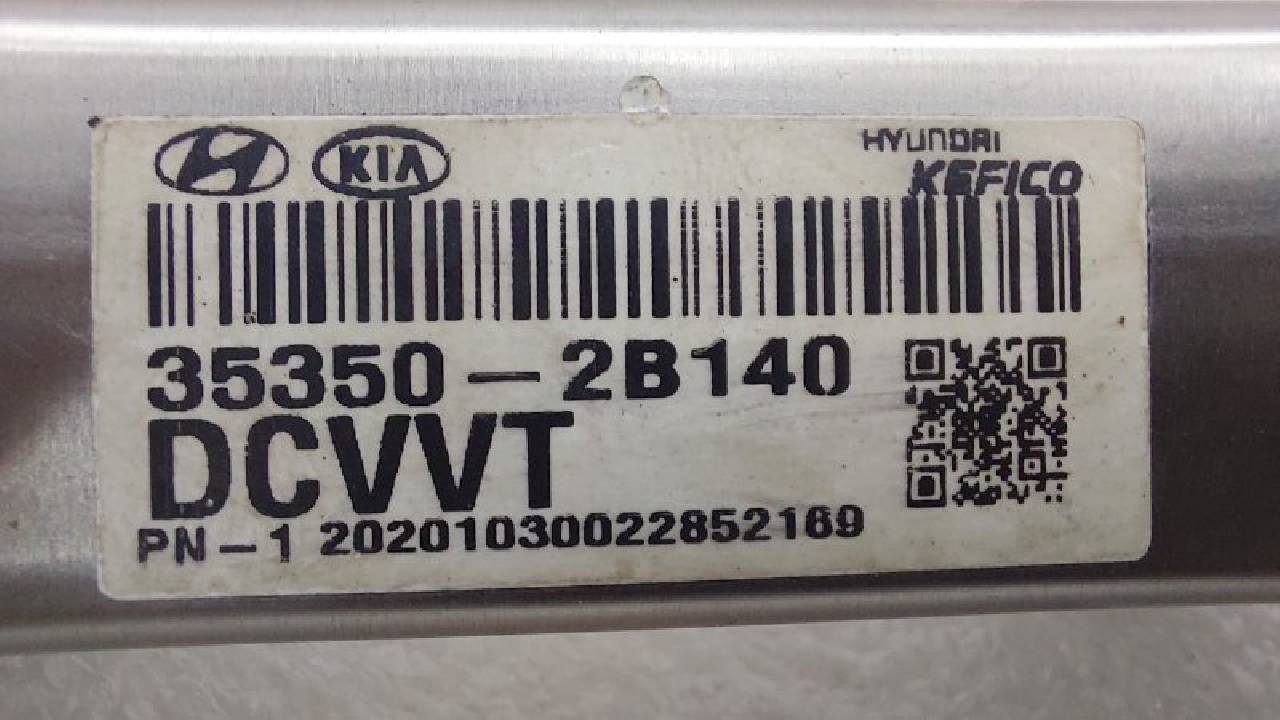 KIA
HYUNDAI
KEFICO
35350-2B140
DCVVT
PN-1 20201030022852169